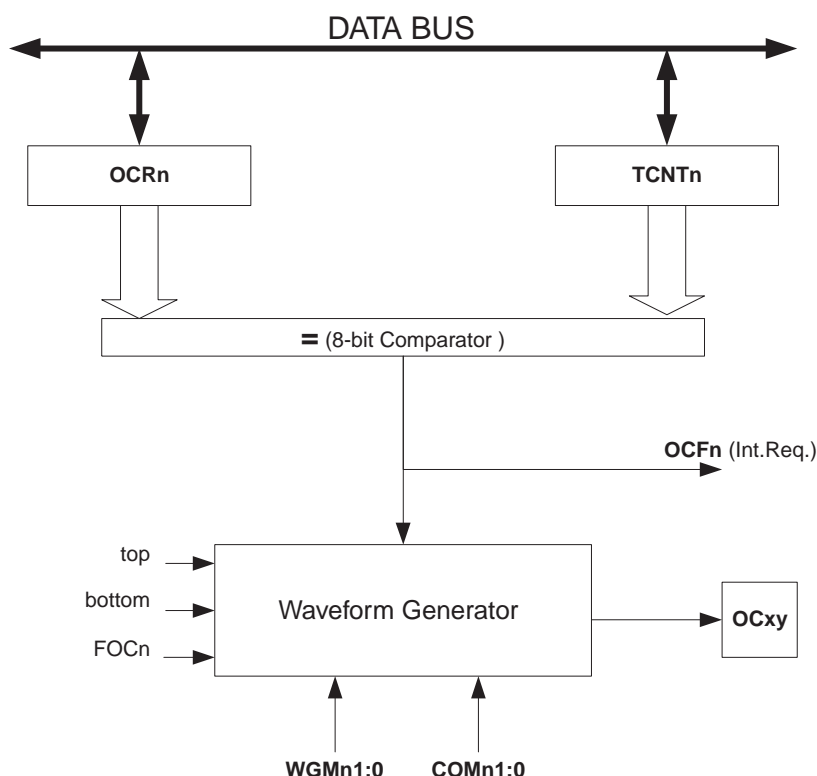 DATA BUS
OCRn
TCNTn
= (8-bit Comparator )
OCFn (Int.Req.)
top
bottom
FOCn
Waveform Generator
OCxy
WGMn1:0
COMn1:0